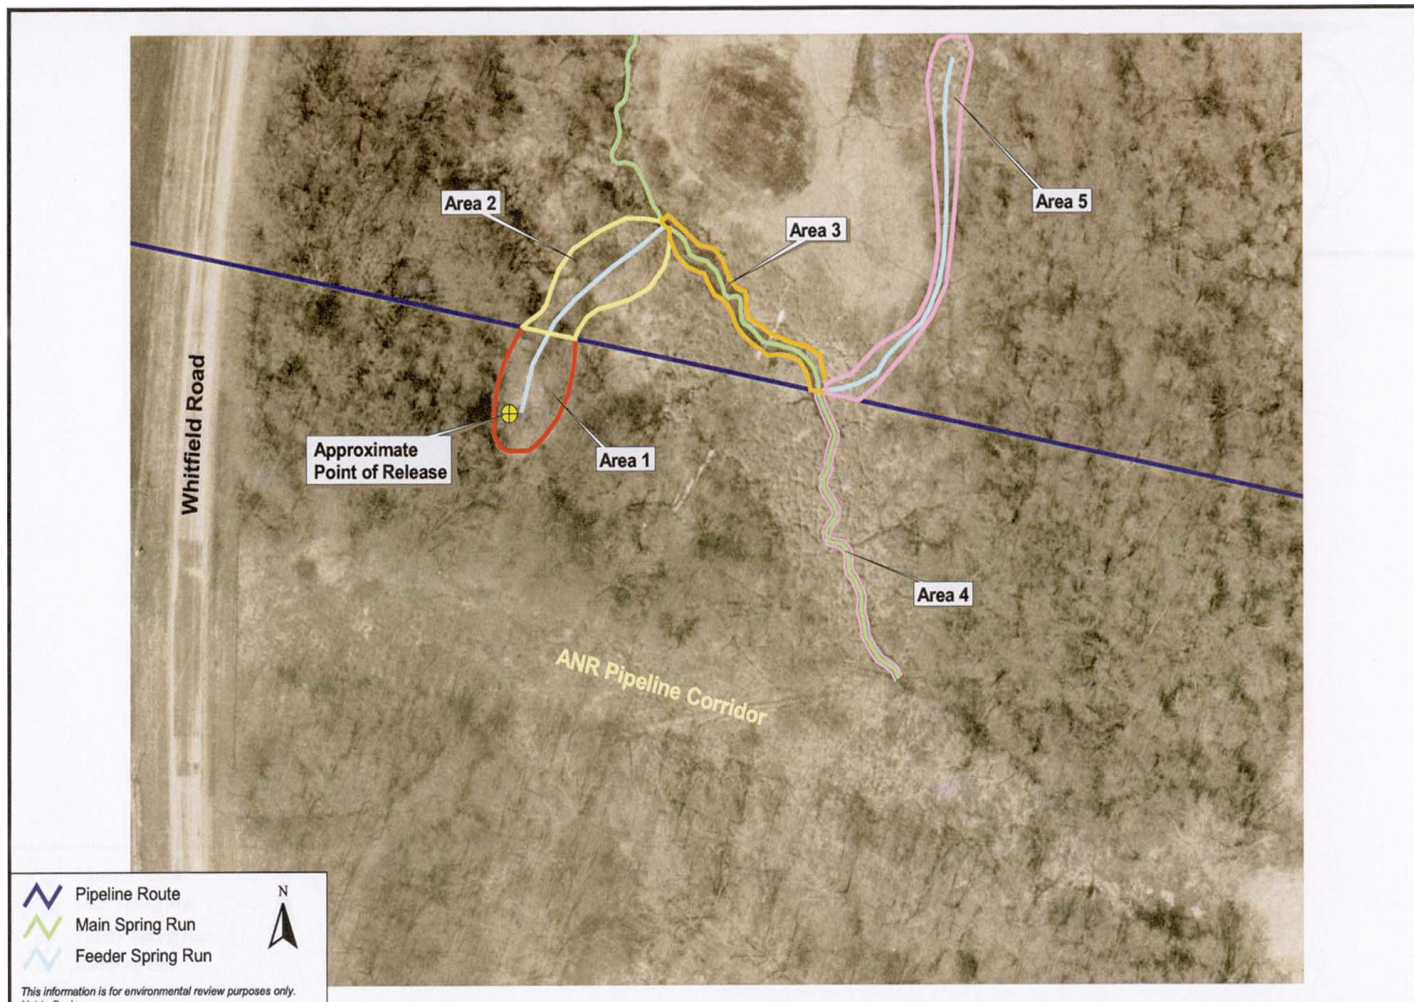 Area 2
Area 5
Area 3
Whitfield Road
Approximate
Point of Release
Area 1
Area 4
ANR Pipeline Corridor
N
Pipeline Route
Main Spring Run
Feeder Spring Run
This information is for environmental review purposes only.